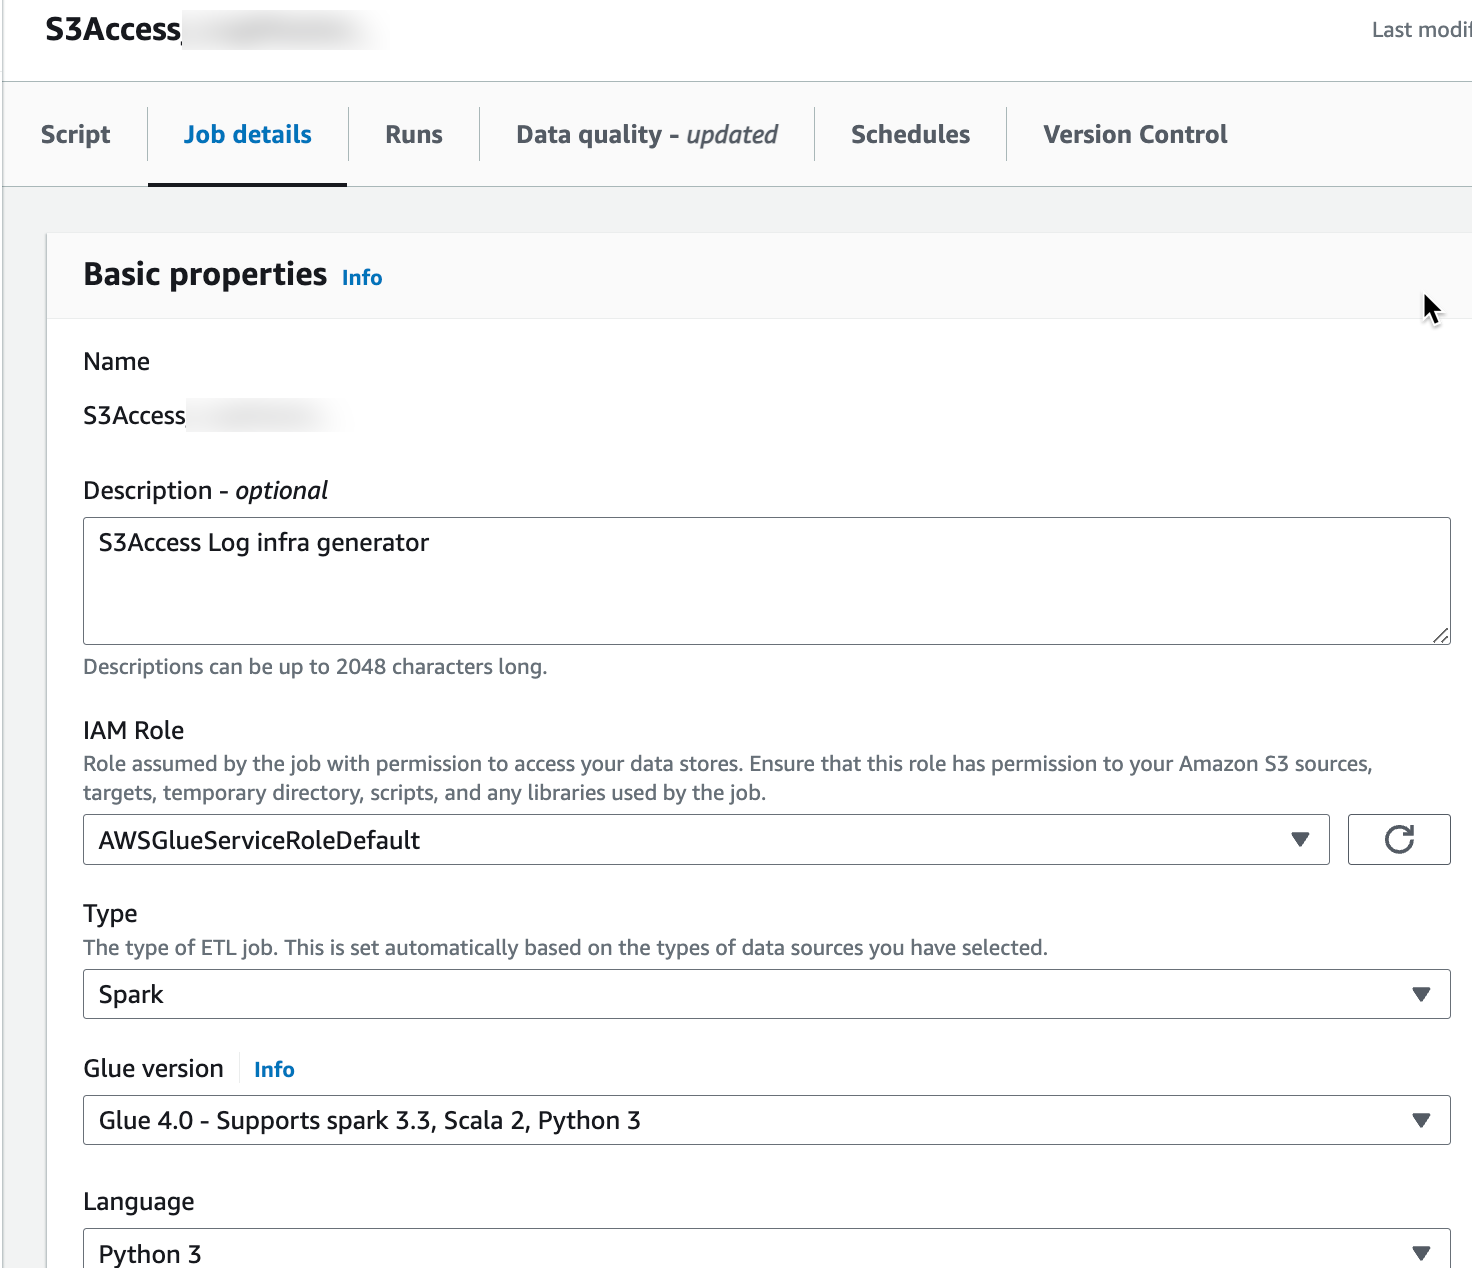 S3Access
Last modif
Script Job details Runs Data quality - updated Schedules Version Control
Basic properties Info
Name
S3Access
Description - optional
S3Access Log infra generator
Descriptions can be up to 2048 characters long.
IAM Role
Role assumed by the job with permission to access your data stores. Ensure that this role has permission to your Amazon S3 sources,
targets, temporary directory, scripts, and any libraries used by the job.
AWSGlueServiceRoleDefault
Type
The type of ETL job. This is set automatically based on the types of data sources you have selected.
Spark
Glue version Info
Glue 4.0 - Supports spark 3.3, Scala 2, Python 3
Language
Python 3